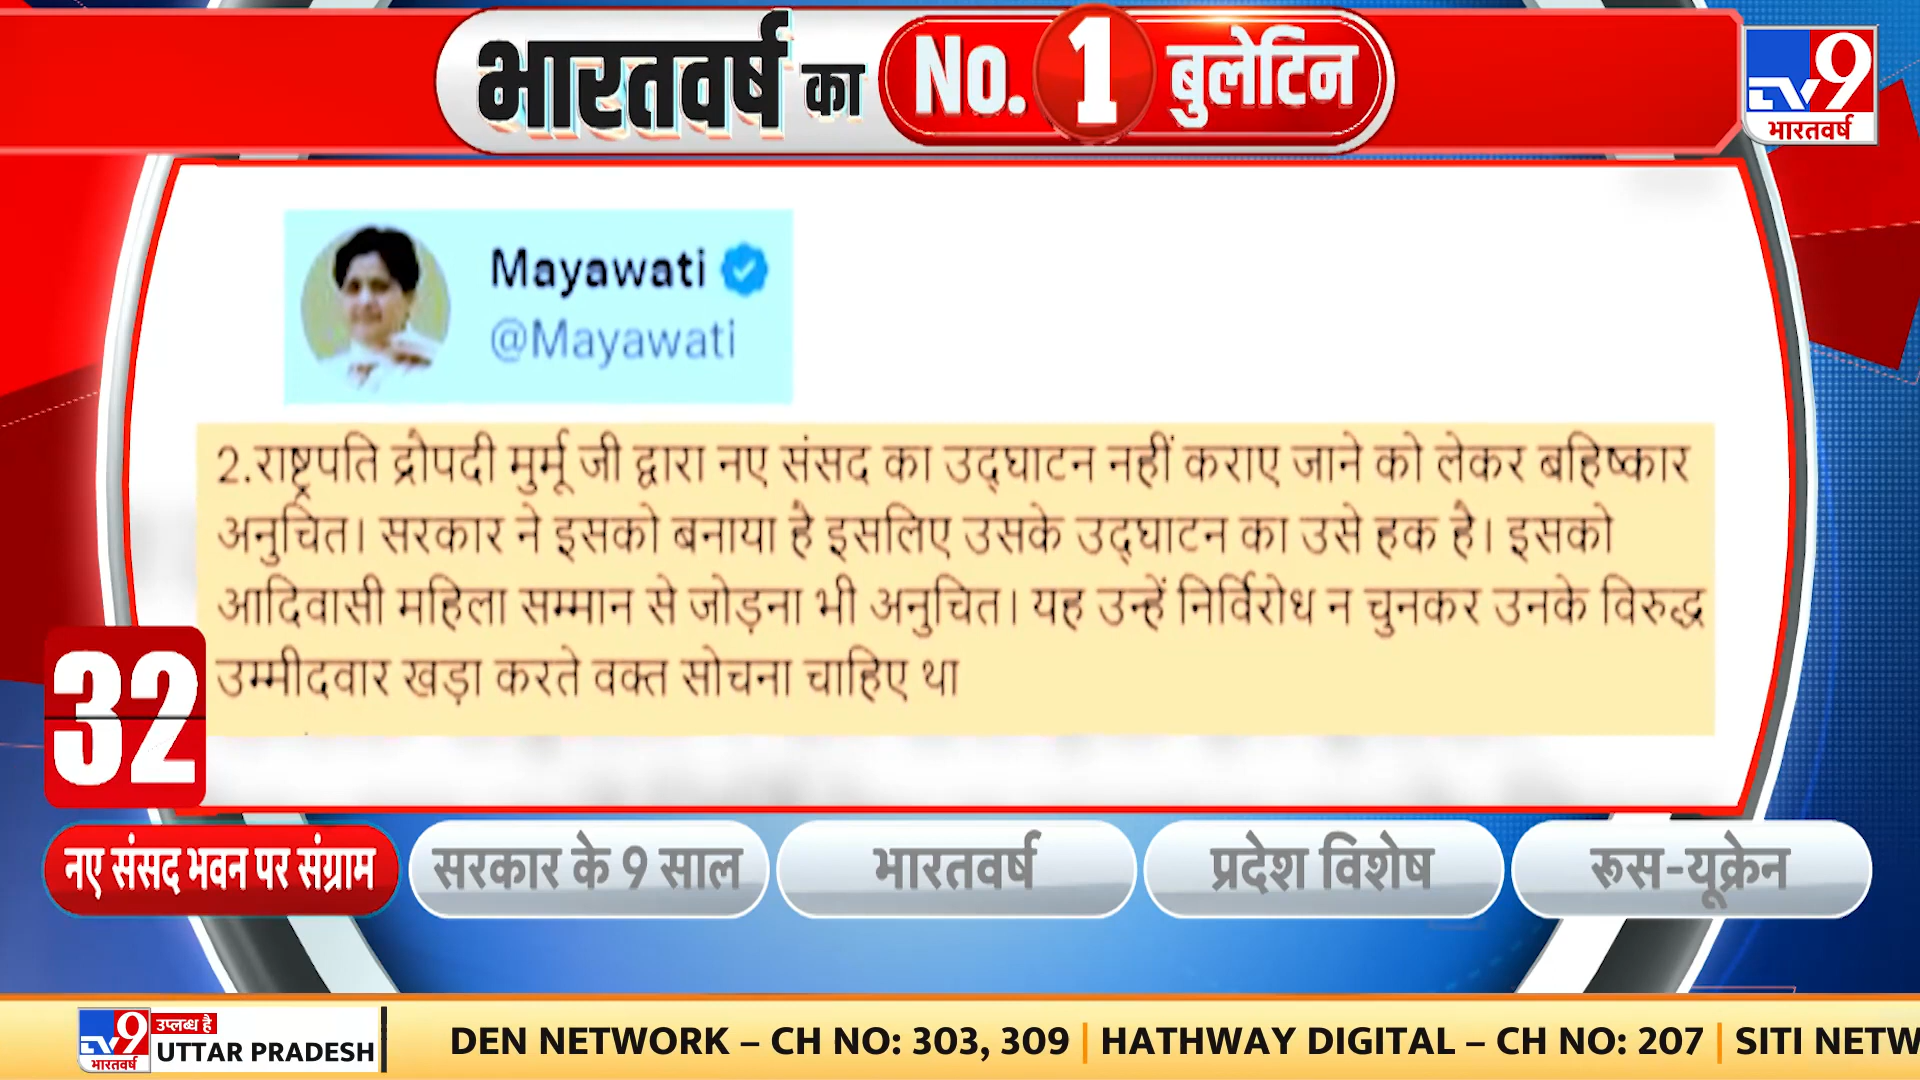 भारतवर्ष का No. 1 बुलेटिन
TV9
भारतवर्ष
Mayawati
@Mayawati
2.राष्ट्रपति द्रौपदी मुर्मू जी द्वारा नए संसद का उद्घाटन नहीं कराए जाने को लेकर बहिष्कार
अनुचित। सरकार ने इसको बनाया है इसलिए उसके उद्घाटन का उसे हक है। इसको
आदिवासी महिला सम्मान से जोड़ना भी अनुचित। यह उन्हें निर्विरोध न चुनकर उनके विरुद्ध
उम्मीदवार खड़ा करते वक्त सोचना चाहिए था
32
नए संसद भवन पर संग्राम
सरकार के 9 साल
भारतवर्ष
प्रदेश विशेष
रूस-यूक्रेन
TV9
भारतवर्ष
उपलब्ध है
UTTAR PRADESH
DEN NETWORK – CH NO: 303, 309 | HATHWAY DIGITAL – CH NO: 207 | SITI NETW